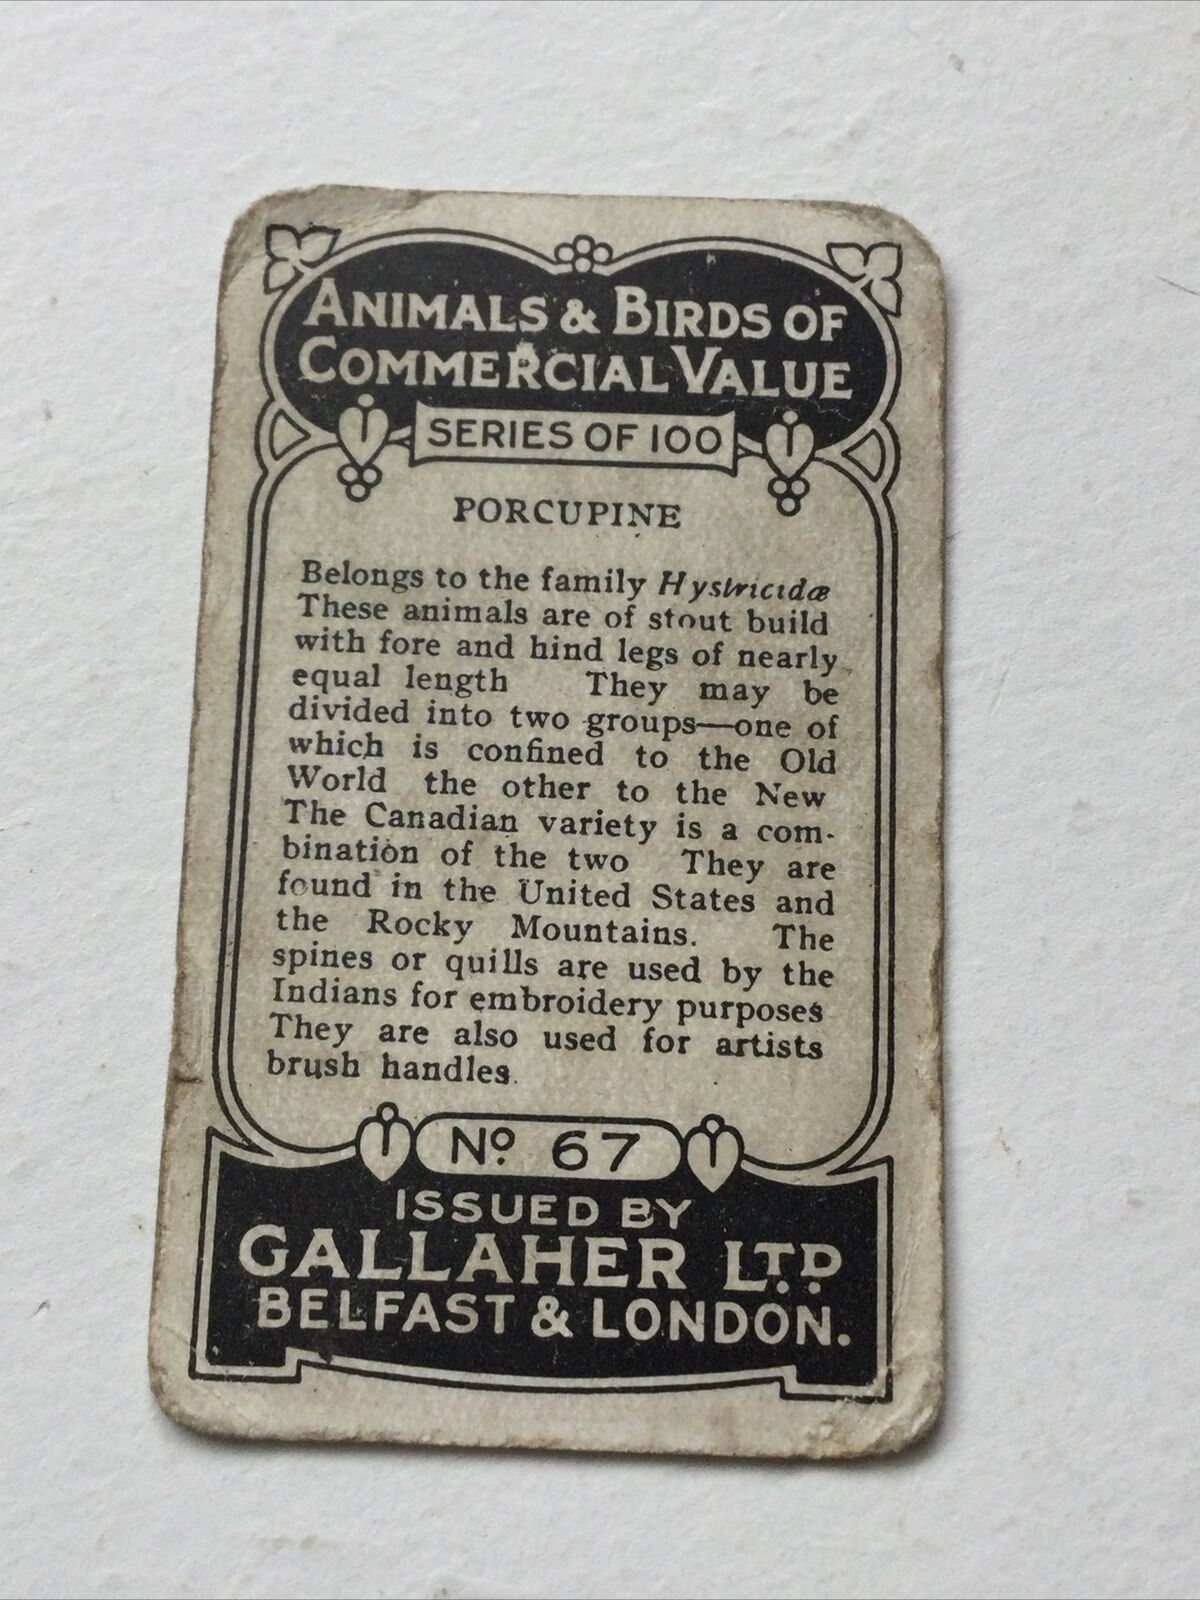 ANIMALS & BIRDS OF
COMMERCIAL VALUE
SERIES OF 100
PORCUPINE
Belongs to the family Hystricidæ
These animals are of stout build
with fore and hind legs of nearly
equal length They may be
divided into two groups—one of
which is confined to the Old
World the other to the New
The Canadian variety is a com-
bination of the two They are
found in the United States and
the Rocky Mountains. The
spines or quills are used by the
Indians for embroidery purposes
They are also used for artists
brush handles.
No. 67
ISSUED BY
GALLAHER LTD.
BELFAST & LONDON.